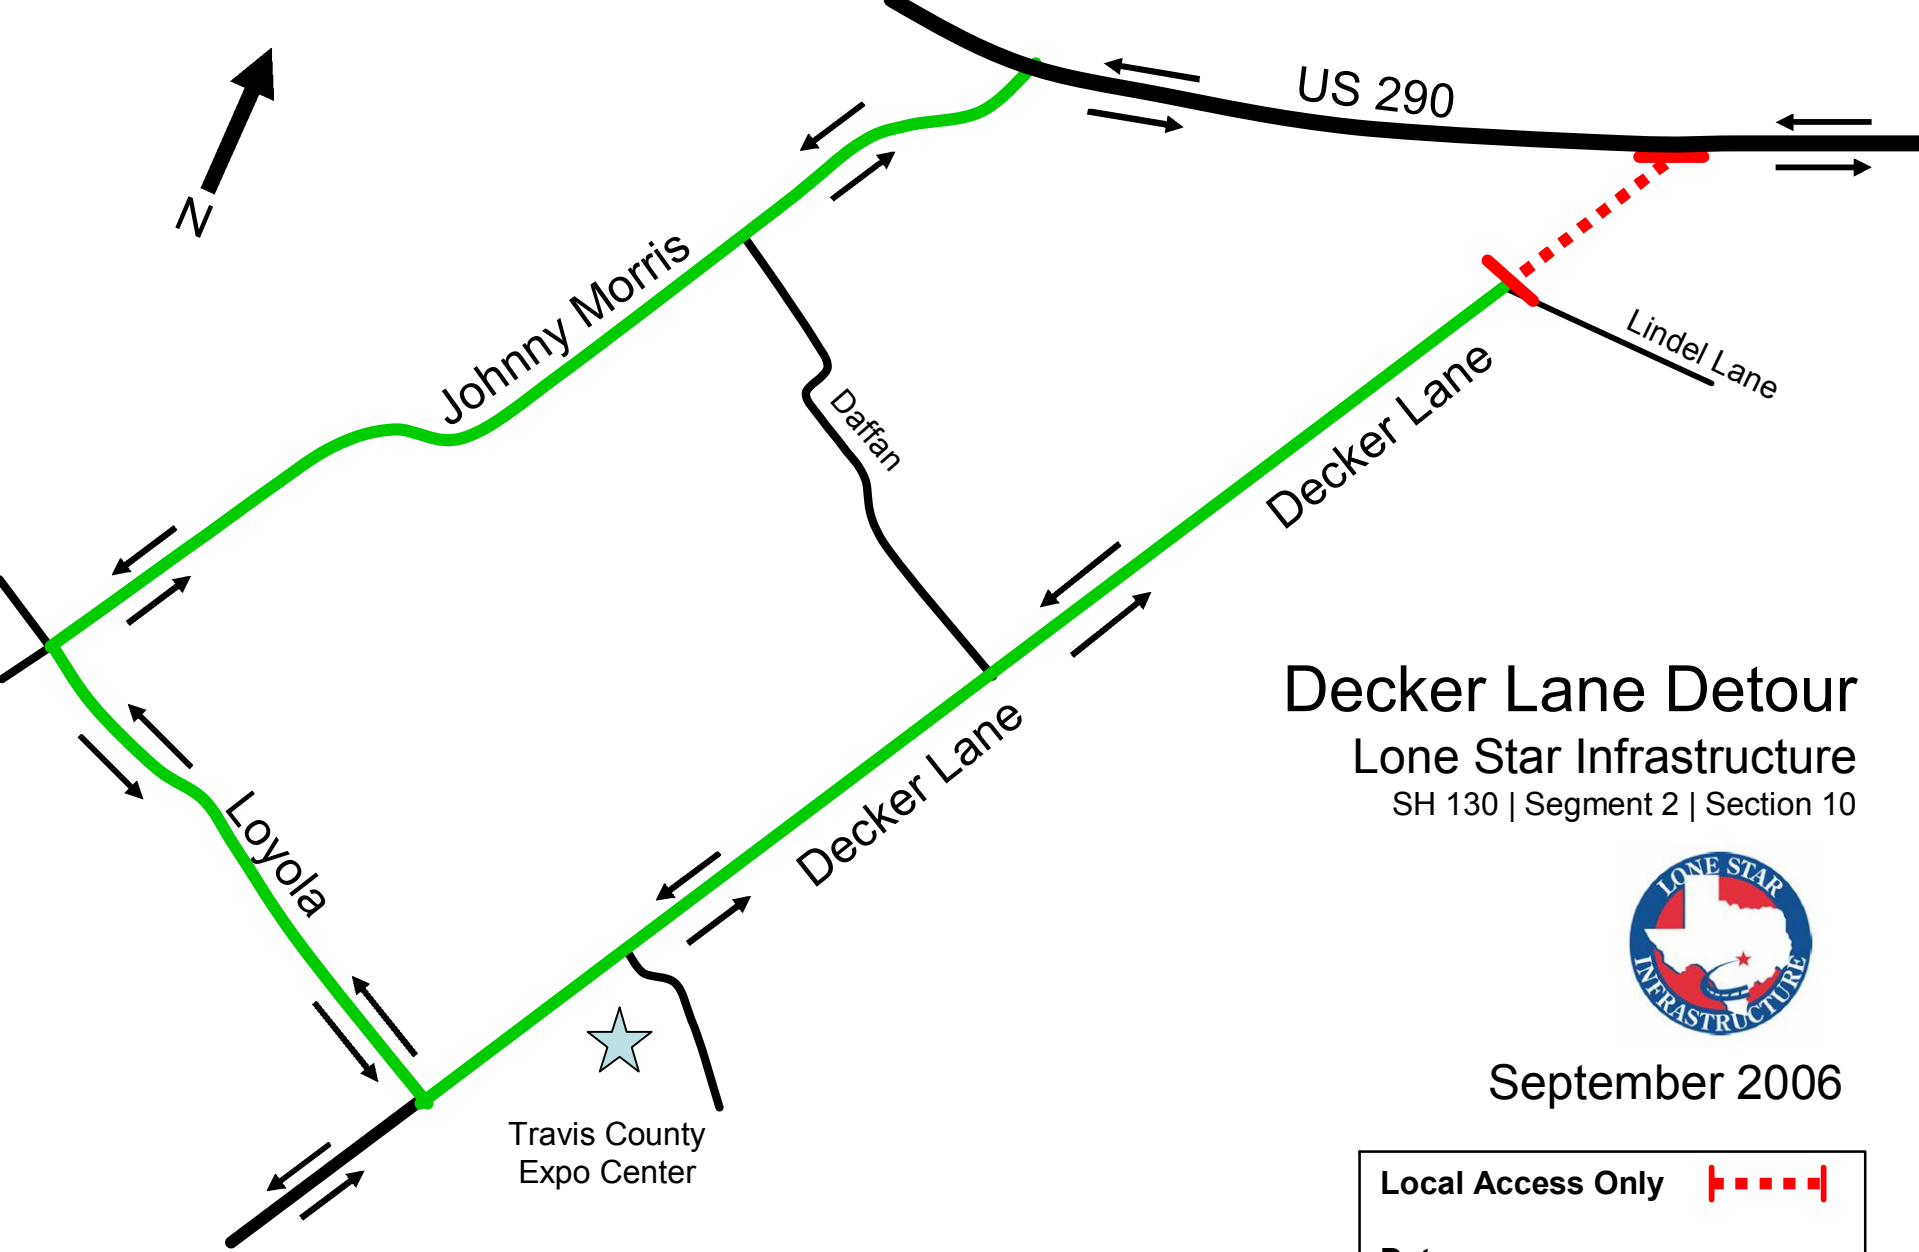 US 290
N
Johnny Morris
Lindel Lane
Daffan
Decker Lane
Decker Lane Detour
Lone Star Infrastructure
SH 130 | Segment 2 | Section 10
Decker Lane
Loyola
LONE STAR
INFRASTRUCTURE
September 2006
Travis County
Expo Center
Local Access Only